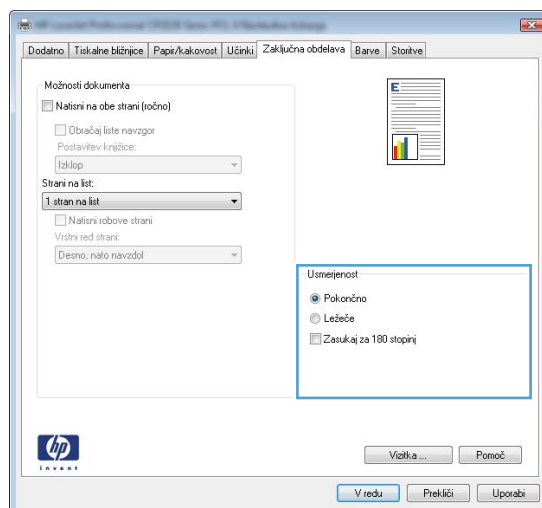 Dodatno Tiskalne bližnjice Papir/kakovost Učinki Zaključna obdelava Barve Storitve
Možnosti dokumenta
Natisni na obe strani (ročno)
Obračaj liste navzgor
Postavitev knjižice:
Izklop
Strani na list:
1 stran na list
Natisni robove strani
Vrstni red strani:
Desno, nato navzdol
E
Usmerjenost
Pokončno
Ležeče
Zasukaj za 180 stopinj
hp
invent
Vizitka ... Pomoč
V redu Prekliči Uporabi